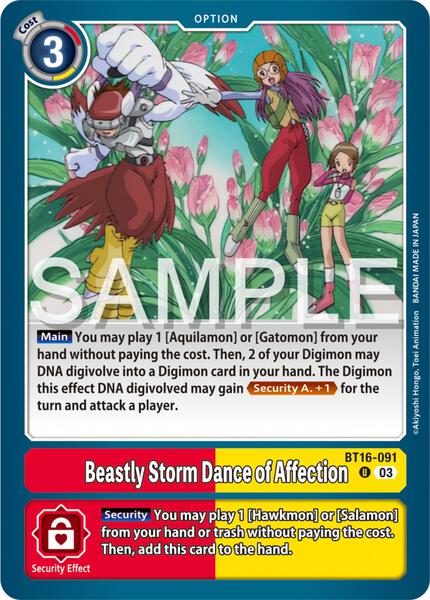 OPTION
Cost
3
SAMPLE
Main You may play 1 [Aquilamon] or [Gatomon] from your
hand without paying the cost. Then, 2 of your Digimon may
DNA digivolve into a Digimon card in your hand. The Digimon
this effect DNA digivolved may gain Security A. +1 for the
turn and attack a player.
©Akiyoshi Hongo, Toei Animation BANDAI MADE IN JAPAN
BT16-091
Beastly Storm Dance of Affection U 03
Security You may play 1 [Hawkmon] or [Salamon]
from your hand or trash without paying the cost.
Then, add this card to the hand.
Security Effect